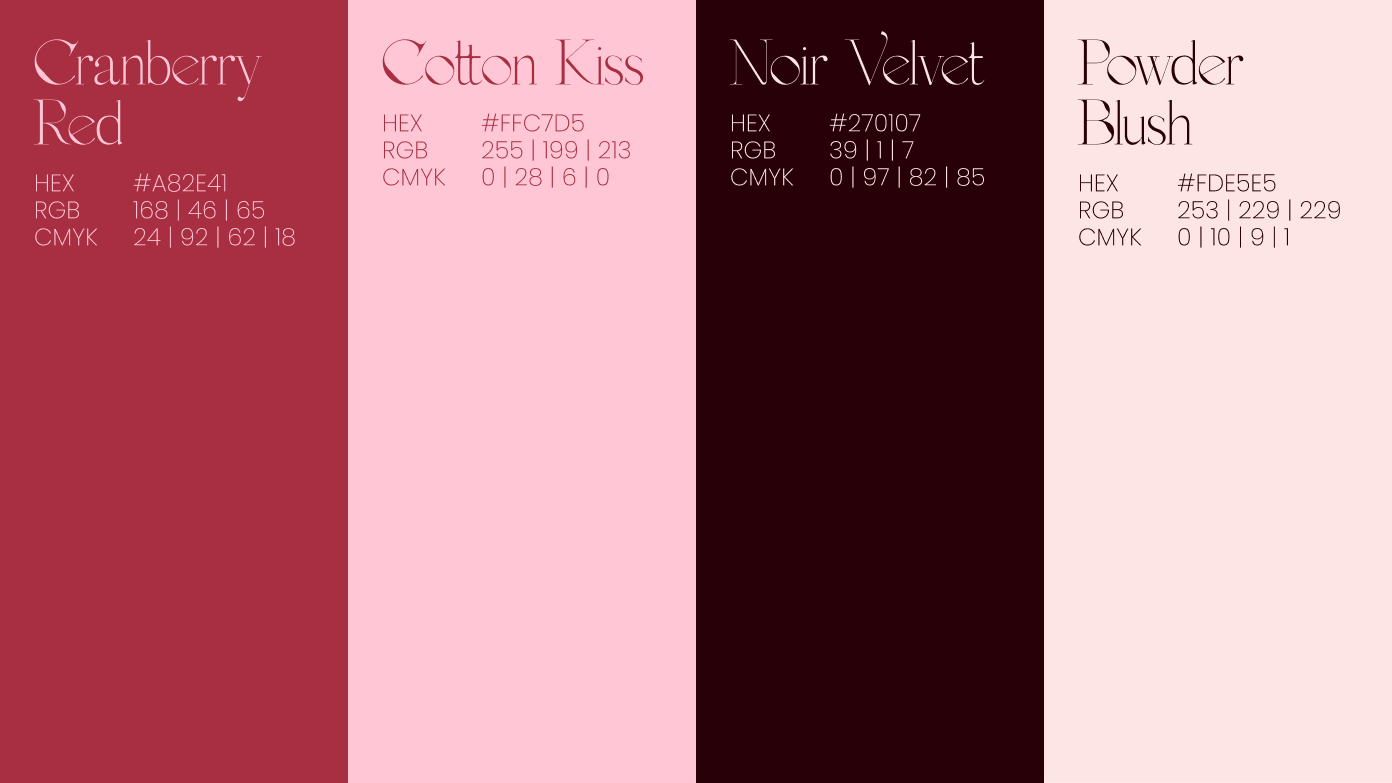 Cranberry
Red
HEX #A82E41
RGB 168 | 46 | 65
CMYK 24 | 92 | 62 | 18
Cotton Kiss
HEX #FFC7D5
RGB 255 | 199 | 213
CMYK 0 | 28 | 6 | 0
Noir Velvet
HEX #270107
RGB 39 | 1 | 7
CMYK 0 | 97 | 82 | 85
Powder
Blush
HEX #FDE5E5
RGB 253 | 229 | 229
CMYK 0 | 10 | 9 | 1